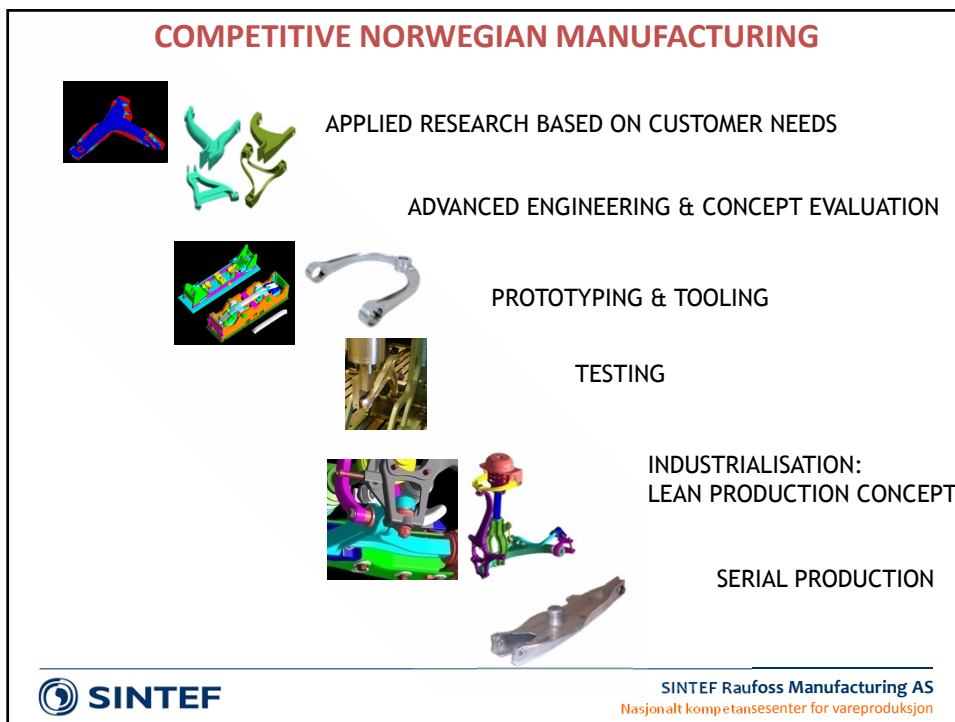 COMPETITIVE NORWEGIAN MANUFACTURING
APPLIED RESEARCH BASED ON CUSTOMER NEEDS
ADVANCED ENGINEERING & CONCEPT EVALUATION
PROTOTYPING & TOOLING
TESTING
INDUSTRIALISATION:
LEAN PRODUCTION CONCEPT
SERIAL PRODUCTION
SINTEF
SINTEF Raufoss Manufacturing AS
Nasjonalt kompetansesenter for vareproduksjon